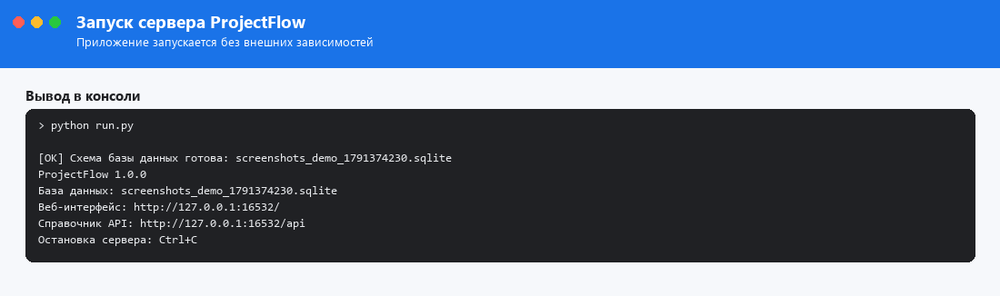 Запуск сервера ProjectFlow
Приложение запускается без внешних зависимостей
Вывод в консоли
> python run.py
[OK] Схема базы данных готова: screenshots_demo_1791374230.sqlite
ProjectFlow 1.0.0
База данных: screenshots_demo_1791374230.sqlite
Веб-интерфейс: http://127.0.0.1:16532/
Справочник API: http://127.0.0.1:16532/api
Остановка сервера: Ctrl+C